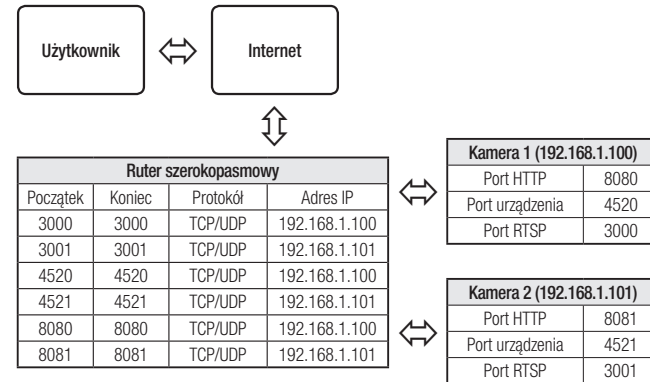 Użytkownik
Internet
Ruter szerokopasmowy
Początek Koniec Protokół Adres IP
3000 3000 TCP/UDP 192.168.1.100
3001 3001 TCP/UDP 192.168.1.101
4520 4520 TCP/UDP 192.168.1.100
4521 4521 TCP/UDP 192.168.1.101
8080 8080 TCP/UDP 192.168.1.100
8081 8081 TCP/UDP 192.168.1.101
Kamera 1 (192.168.1.100)
Port HTTP 8080
Port urządzenia 4520
Port RTSP 3000
Kamera 2 (192.168.1.101)
Port HTTP 8081
Port urządzenia 4521
Port RTSP 3001